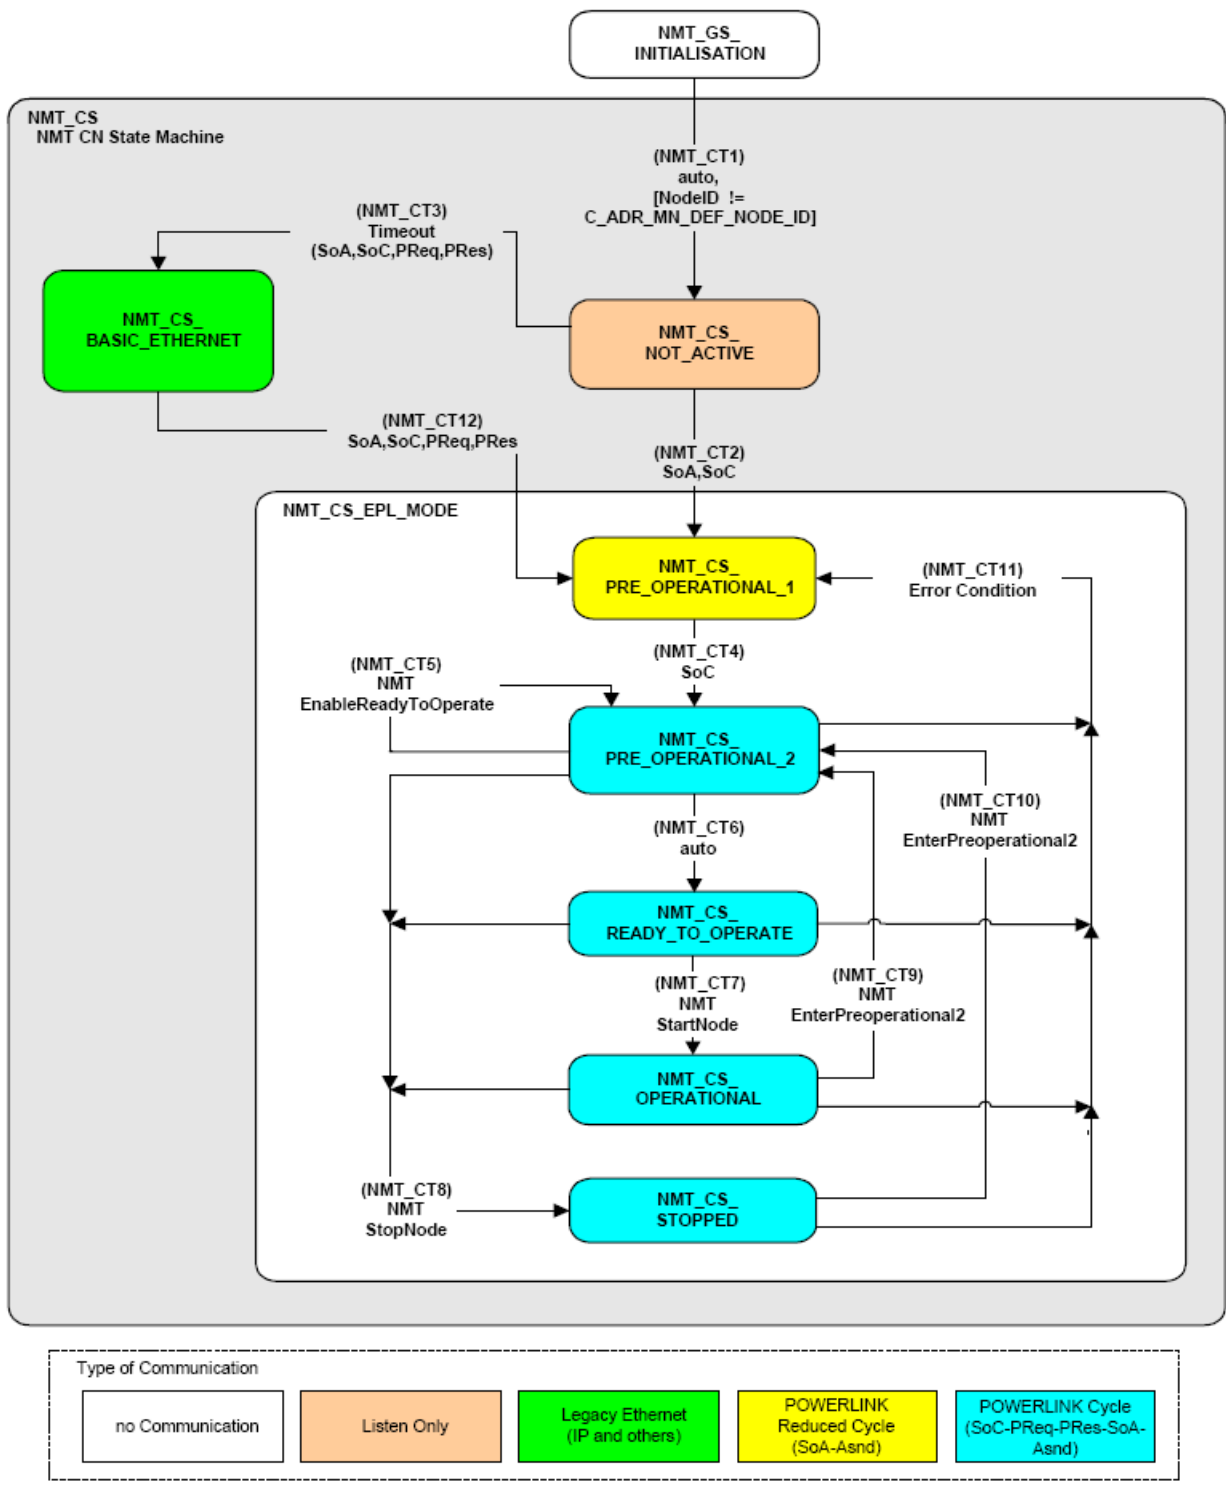 NMT_GS_
INITIALISATION
NMT_CS
NMT CN State Machine
(NMT_CT1)
auto,
[NodeID !=
C_ADR_MN_DEF_NODE_ID]
(NMT_CT3)
Timeout
(SoA,SoC,PReq,PRes)
NMT_CS_
BASIC_ETHERNET
NMT_CS_
NOT_ACTIVE
(NMT_CT12)
SoA,SoC,PReq,PRes
(NMT_CT2)
SoA,SoC
NMT_CS_EPL_MODE
NMT_CS_
PRE_OPERATIONAL_1
(NMT_CT11)
Error Condition
(NMT_CT4)
SoC
(NMT_CT5)
NMT
EnableReadyToOperate
NMT_CS_
PRE_OPERATIONAL_2
(NMT_CT10)
NMT
EnterPreoperational2
(NMT_CT6)
auto
NMT_CS_
READY_TO_OPERATE
(NMT_CT7)
NMT
StartNode
(NMT_CT9)
NMT
EnterPreoperational2
NMT_CS_
OPERATIONAL
(NMT_CT8)
NMT
StopNode
NMT_CS_
STOPPED
Type of Communication
no Communication
Listen Only
Legacy Ethernet
(IP and others)
POWERLINK
Reduced Cycle
(SoA-Asnd)
POWERLINK Cycle
(SoC-PReq-PRes-SoA-
Asnd)